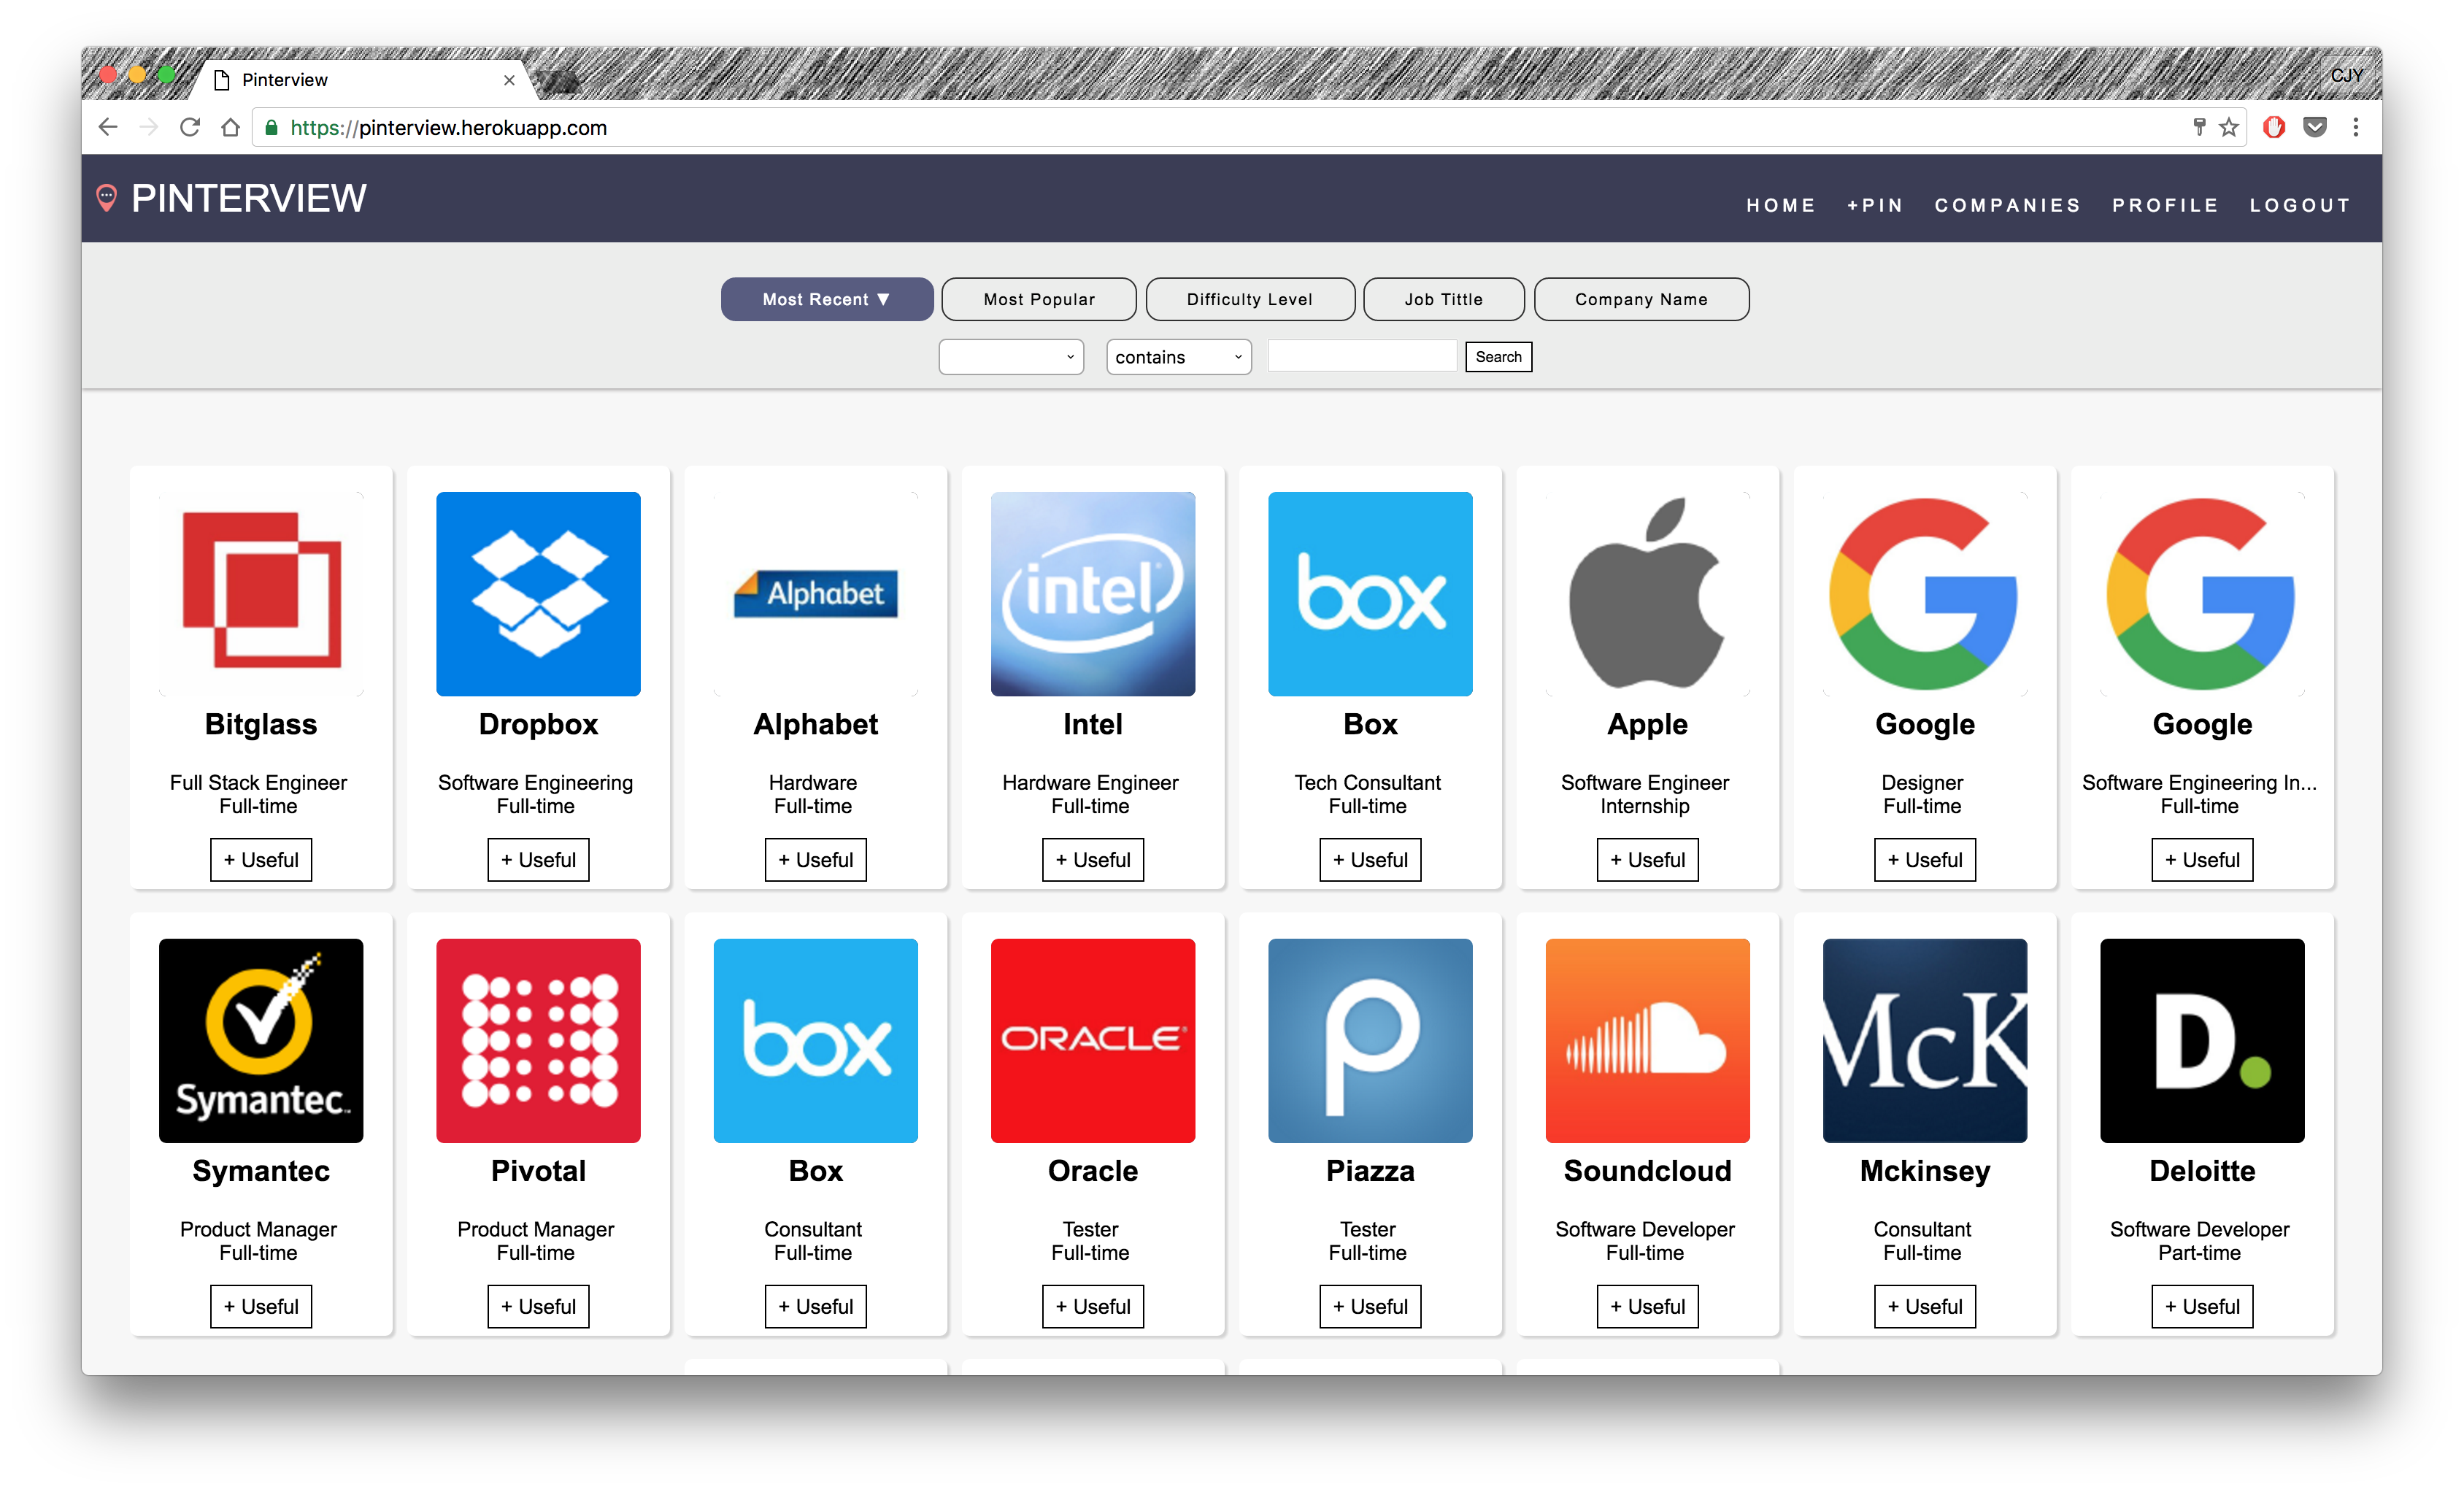 Pinterview
CJY
https://pinterview.herokuapp.com
PINTERVIEW
HOME +PIN COMPANIES PROFILE LOGOUT
Most Recent ▼ Most Popular Difficulty Level Job Tittle Company Name
contains Search
Alphabet intel box
Bitglass Dropbox Alphabet Intel Box Apple Google Google
Full Stack Engineer Software Engineering Hardware Hardware Engineer Tech Consultant Software Engineer Designer Software Engineering In...
Full-time Full-time Full-time Full-time Full-time Internship Full-time Full-time
+ Useful + Useful + Useful + Useful + Useful + Useful + Useful + Useful
Symantec box ORACLE McK D.
Symantec Pivotal Box Oracle Piazza Soundcloud Mckinsey Deloitte
Product Manager Product Manager Consultant Tester Tester Software Developer Consultant Software Developer
Full-time Full-time Full-time Full-time Full-time Full-time Full-time Part-time
+ Useful + Useful + Useful + Useful + Useful + Useful + Useful + Useful